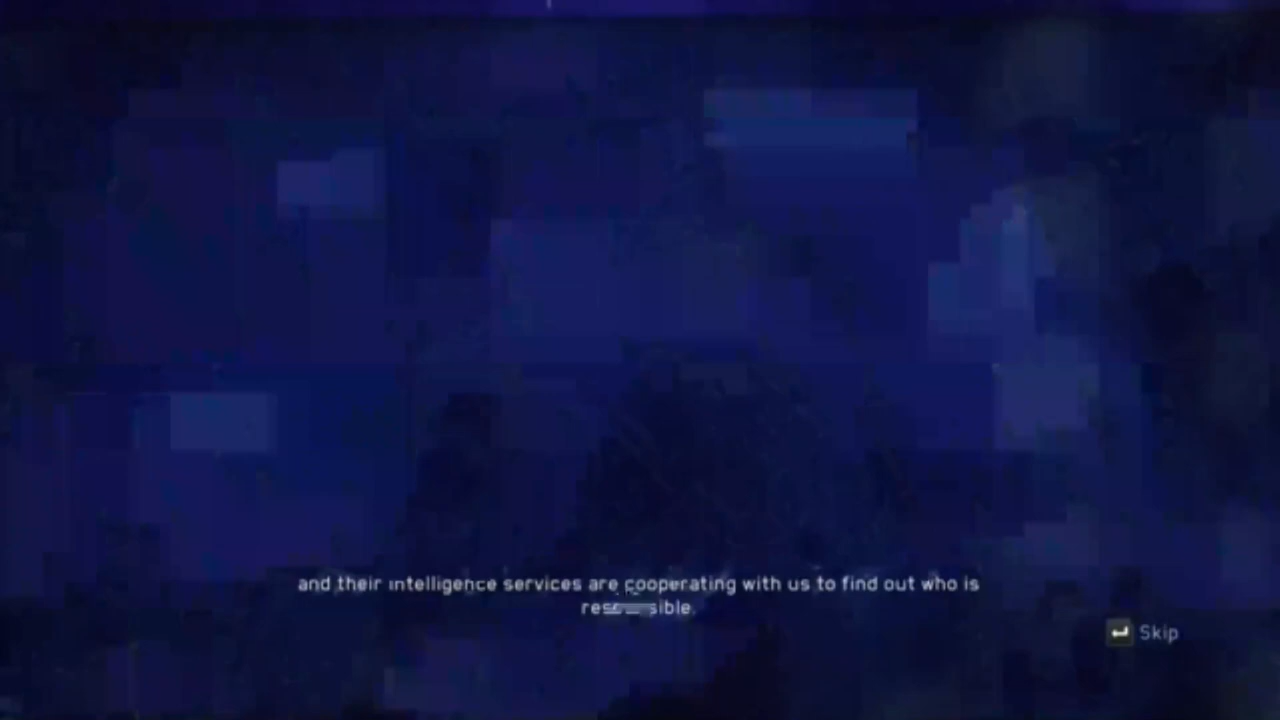 and their intelligence services are cooperating with us to find out who is
Skip